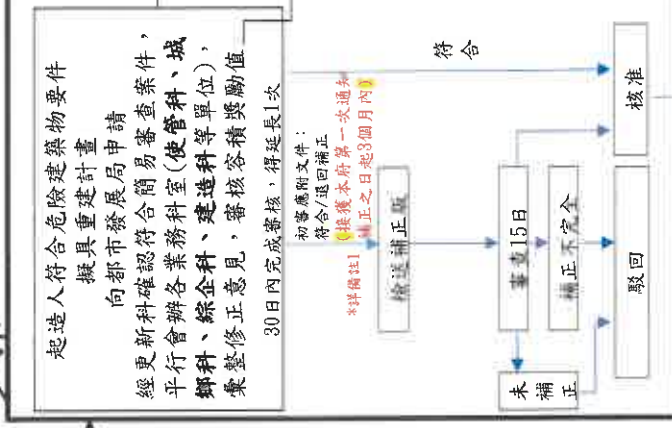 起造人符合危險建築物要件
擬具重建計畫
向都市發展局申請
經更新科確認符合簡易審查案件，
平行會辦各業務科室(使管科、城
鄉科、綜企科、建造科等單位)，
彙整修正意見，審核容積獎勵值
30日內完成審核，得延長1次
初審應附文件：
符合/退回補正
(接獲本府第一次通知
補正之日起3個月內)
*詳備註1
符合
檢送補正版
審查15日
未補正
補正不完全
核准
駁回